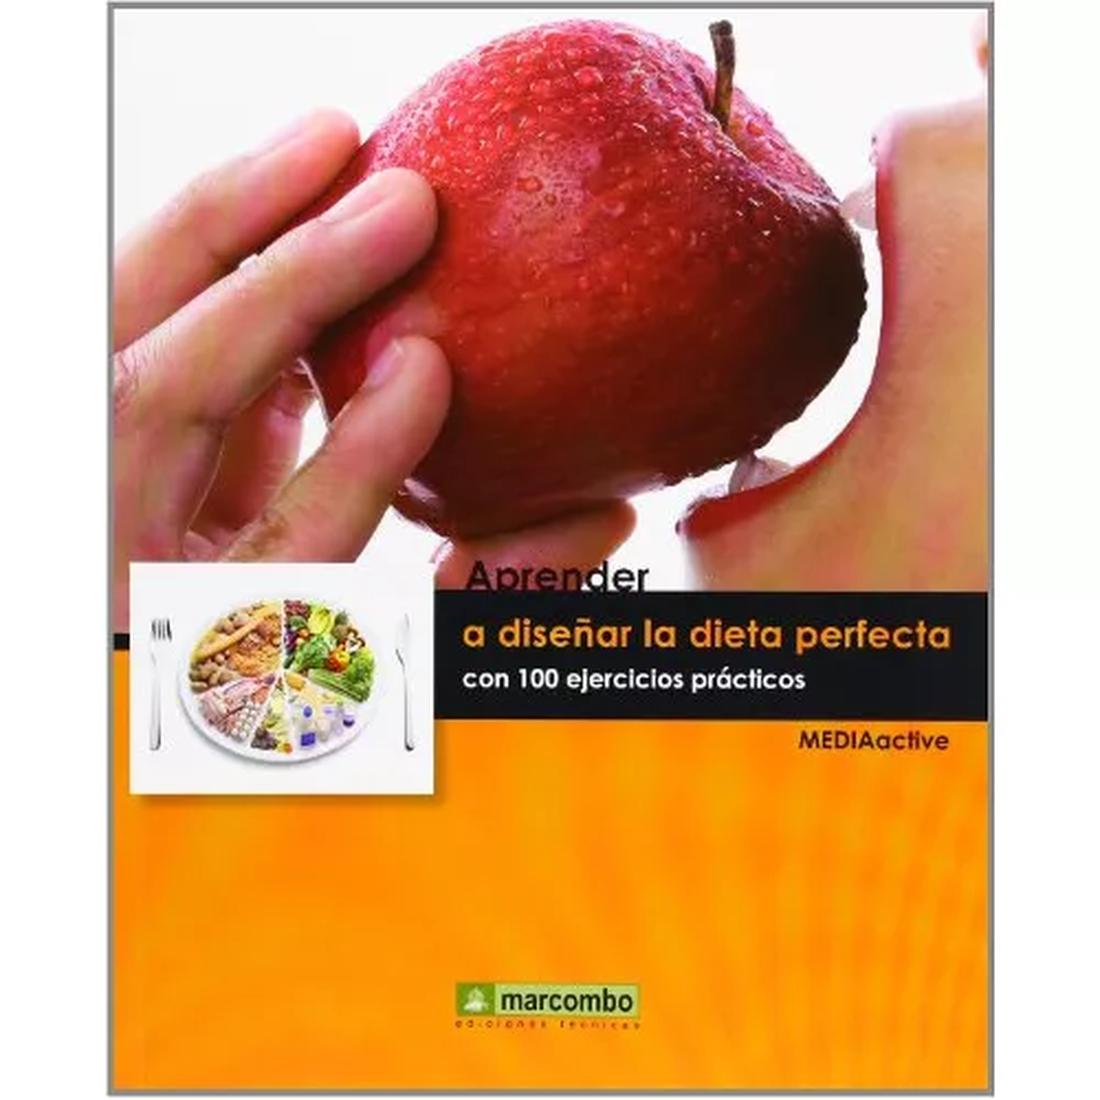 Aprender
a diseñar la dieta perfecta
con 100 ejercicios prácticos
MEDIAactive
marcombo
ediciones técnicas